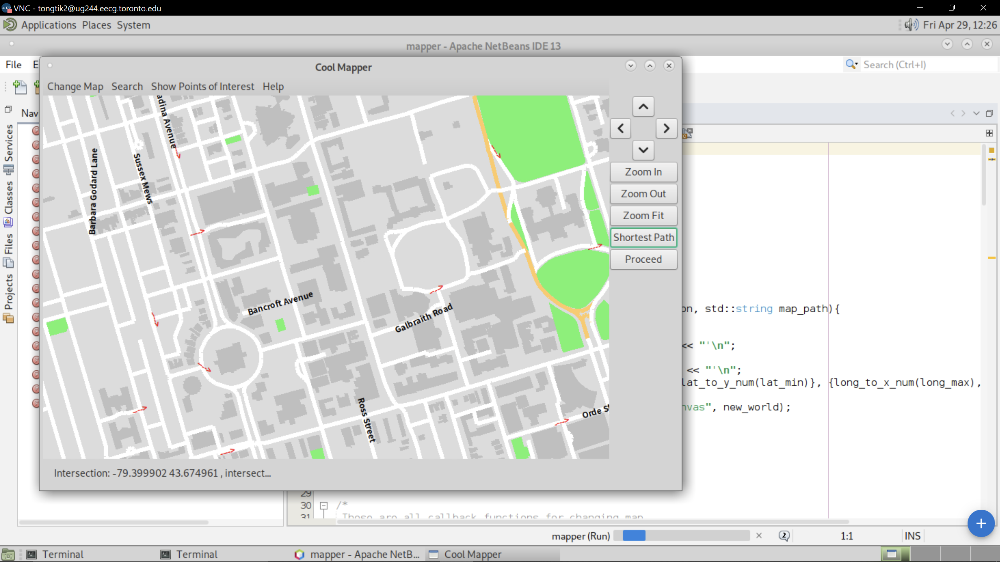 VNC - tongtik2@ug244.eecg.toronto.edu
Applications Places System
Fri Apr 29, 12:26
mapper - Apache NetBeans IDE 13
File E
Search (Ctrl+I)
Cool Mapper
Change Map Search Show Points of Interest Help
Nav
Services
Classes
Files
Projects
adina Avenue
Barbara Godard Lane
Sussex Mews
Bancroft Avenue
Galbraith Road
Ross Street
Orde St
Zoom In
Zoom Out
Zoom Fit
Shortest Path
Proceed
on, std::string map_path){
<< "'\n";
<< "'\n";
lat_to_y_num(lat_min)}, {long_to_x_num(long_max),
nvas", new_world);
Intersection: -79.399902 43.674961 , intersect...
29
30 /*
31 These are all callback functions for changing map
mapper (Run)
2
1:1
INS
Terminal
Terminal
mapper - Apache NetB...
Cool Mapper